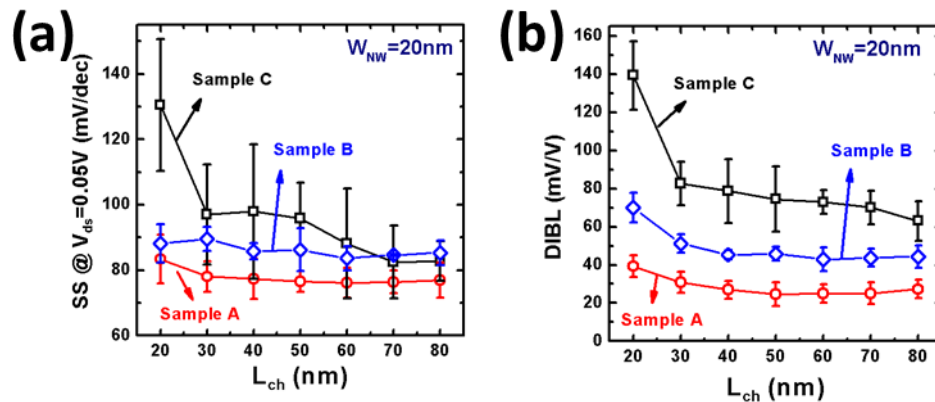 (a)
W_NW=20nm
SS @ V_ds=0.05V (mV/dec)
140
120
100
80
60
Sample C
Sample B
Sample A
20 30 40 50 60 70 80
L_ch (nm)
(b)
W_NW=20nm
DIBL (mV/V)
160
140
120
100
80
60
40
20
0
Sample C
Sample B
Sample A
20 30 40 50 60 70 80
L_ch (nm)